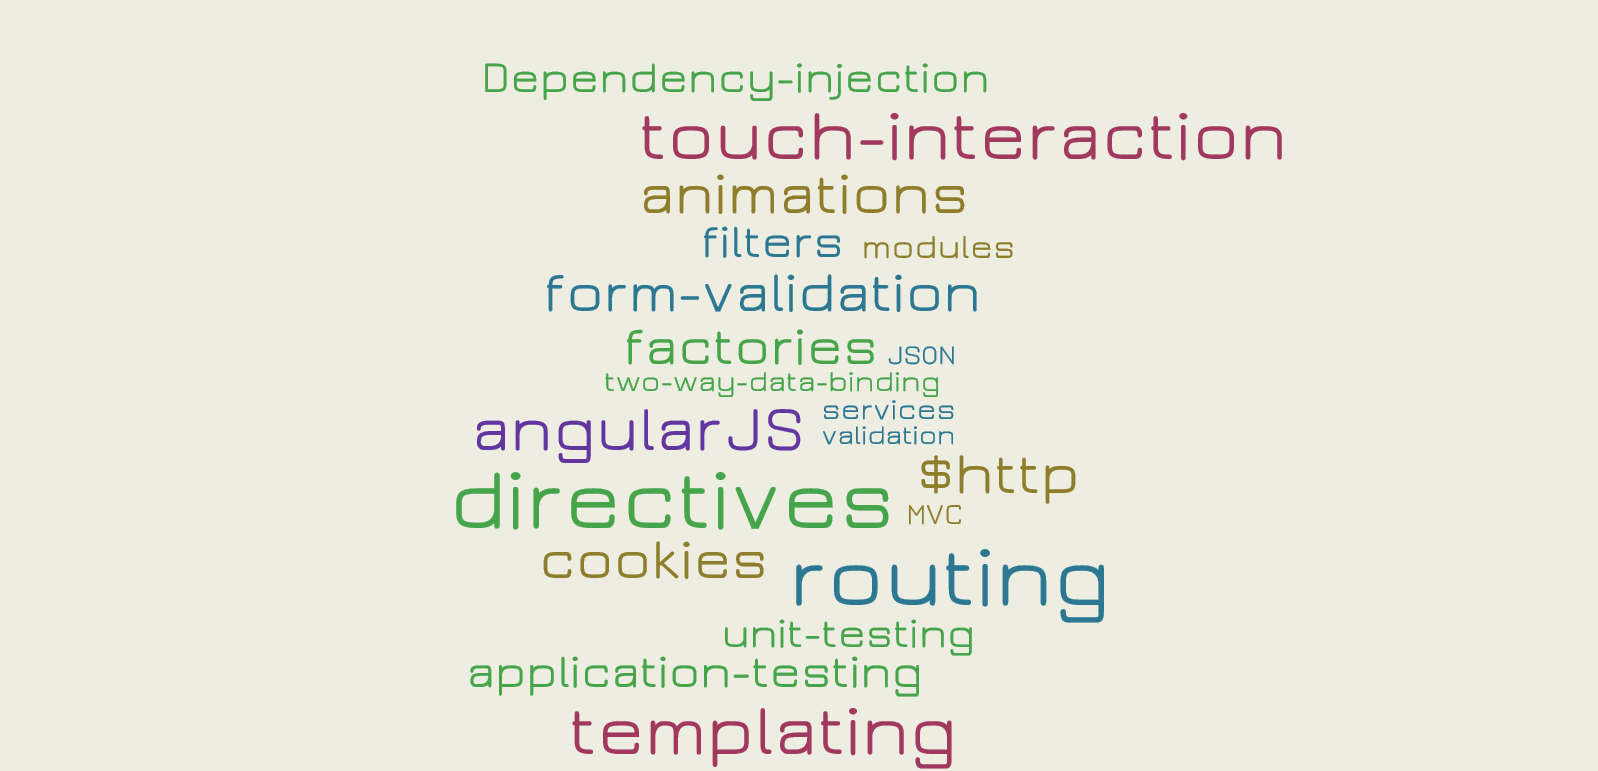 Dependency-injection
touch-interaction
animations
filters modules
form-validation
factories JSON
two-way-data-binding
angularJS services
validation
$http
directives MVC
cookies routing
unit-testing
application-testing
templating